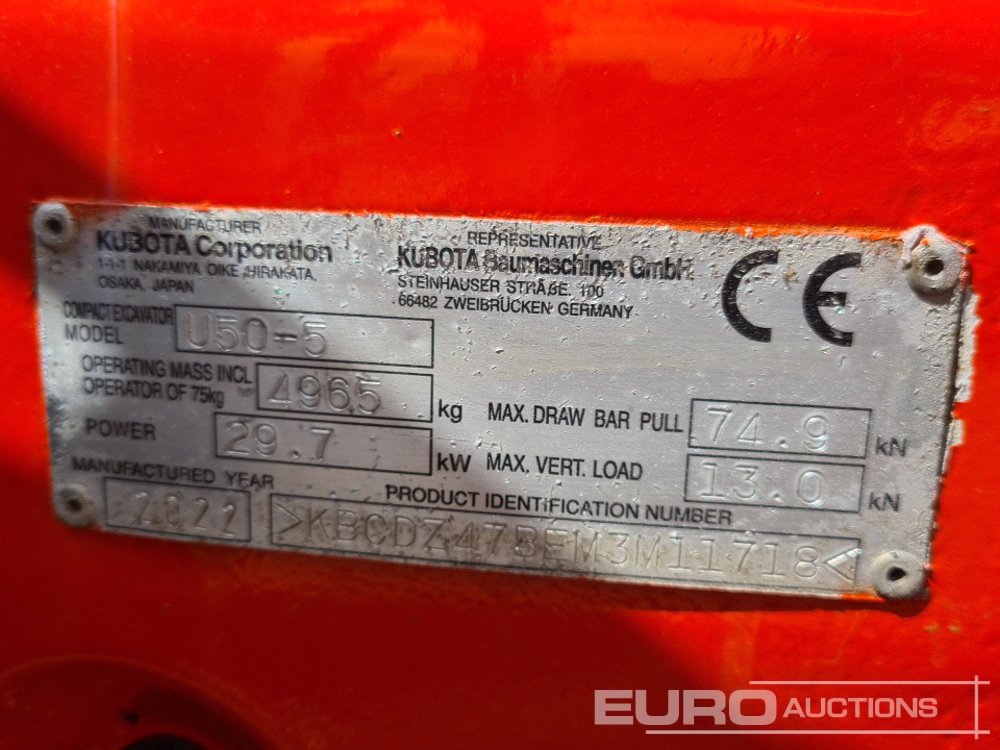 MANUFACTURER
KUBOTA Corporation
1-1-1 NAKAMIYA OIKE HIRAKATA
OSAKA, JAPAN
REPRESENTATIVE
KUBOTA Baumaschinen GmbH
STEINHAUSER STRAßE 100
66482 ZWEIBRÜCKEN GERMANY
CE
COMPACT EXCAVATOR
MODEL U50-5
OPERATING MASS INCL
OPERATOR OF 75kg 4965 kg
POWER 29.7 kW
MAX. DRAW BAR PULL 74.9 kN
MAX. VERT. LOAD 13.0 kN
MANUFACTURED YEAR
2022
PRODUCT IDENTIFICATION NUMBER
>KBCDZ47BEM3M11718<
EURO AUCTIONS